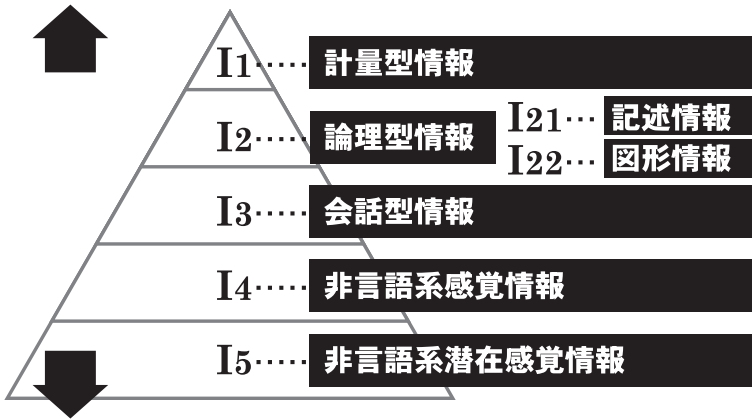 I1……計量型情報
I2……論理型情報
I21…記述情報
I22…図形情報
I3……会話型情報
I4……非言語系感覚情報
I5……非言語系潜在感覚情報